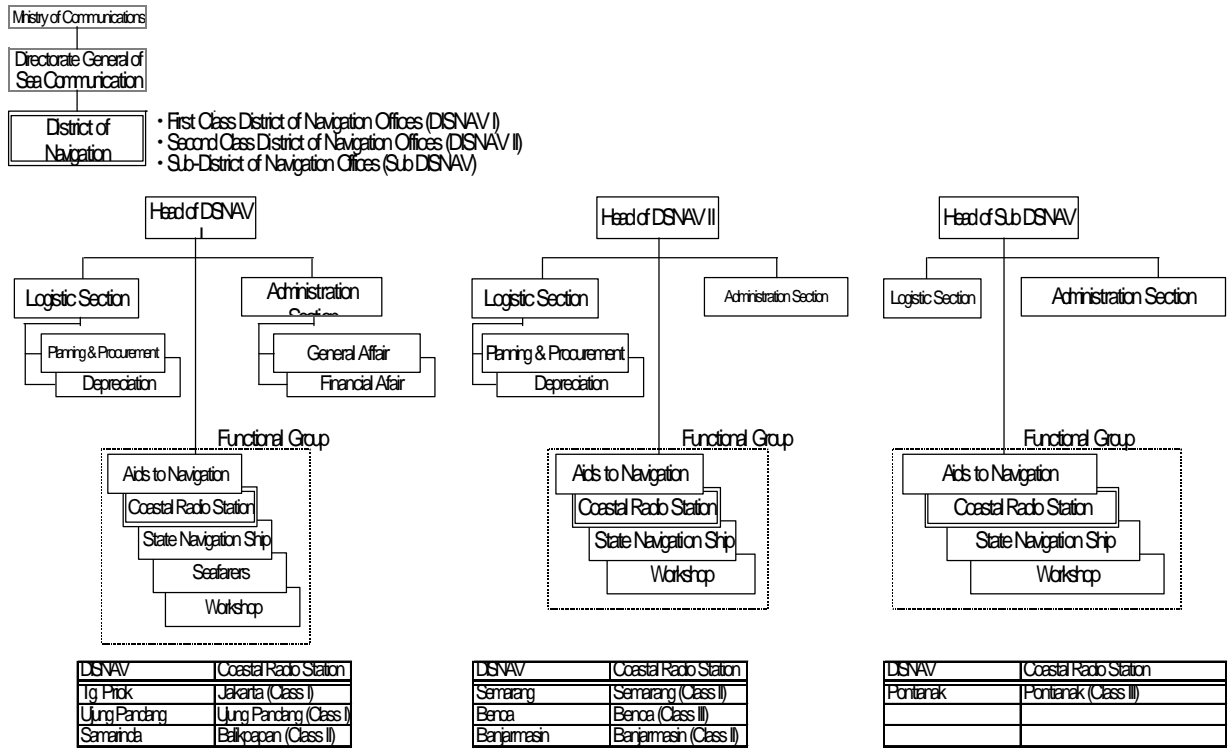 Mnistry of Communications
Directorate General of
Sea Communication
District of
Navigation
・First Class District of Navigation Offices (DISNAV I)
・Second Class District of Navigation Offices (DISNAV II)
・Sub-District of Navigation Offices (Sub DISNAV)
Head of DSNAV
I
Logistic Section
Administration
Section
Planning & Procurement
Depreciation
General Affair
Financial Afair
Functional Group
Aids to Navigation
Coastal Radio Station
State Navigation Ship
Seafarers
Workshop
DISNAV Coastal Radio Station
Tg. Priok Jakarta (Class I)
Ujung Pandang Ujung Pandang (Class I)
Samarinda Balikpapan (Class II)
Head of DSNAV II
Logistic Section
Administration Section
Planning & Procurement
Depreciation
Functional Group
Aids to Navigation
Coastal Radio Station
State Navigation Ship
Workshop
DISNAV Coastal Radio Station
Semarang Semarang (Class II)
Benoa Benoa (Class III)
Banjarmasin Banjarmasin (Class II)
Head of Sub DSNAV
Logistic Section
Administration Section
Functional Group
Aids to Navigation
Coastal Radio Station
State Navigation Ship
Workshop
DISNAV Coastal Radio Station
Pontianak Pontianak (Class III)